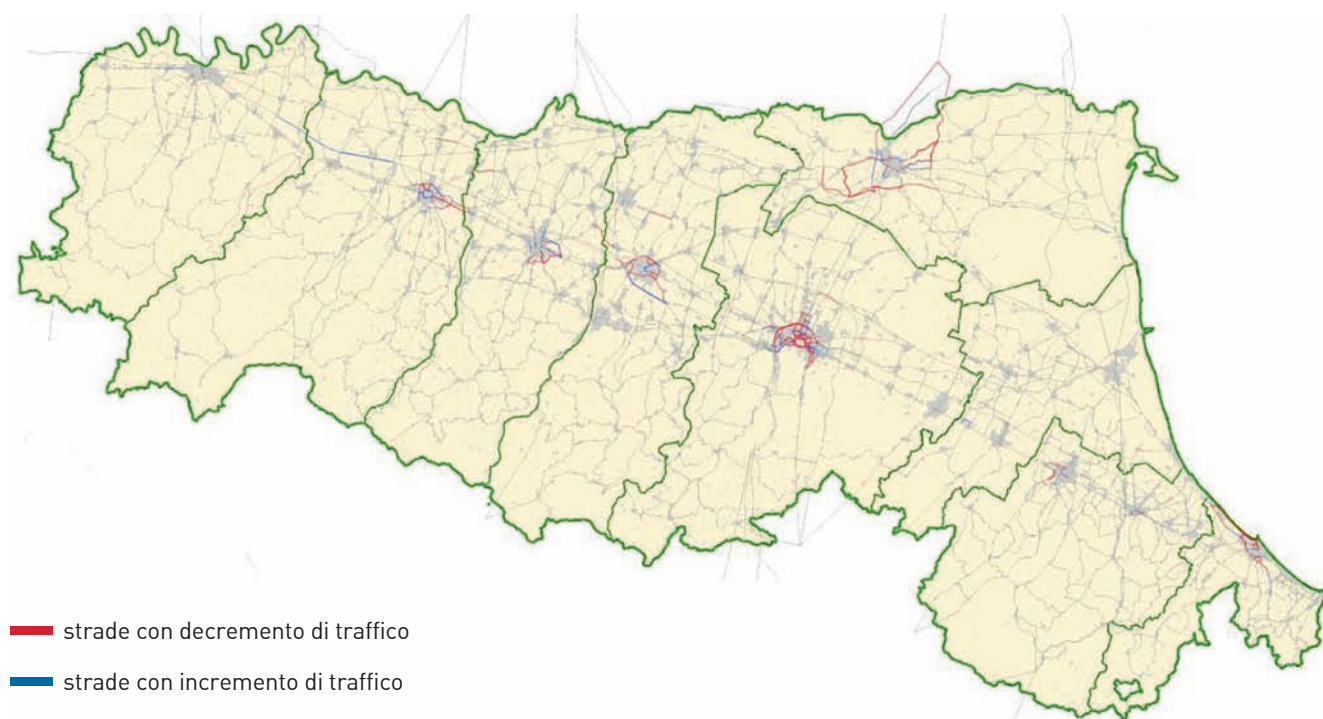 strade con decremento di traffico
strade con incremento di traffico